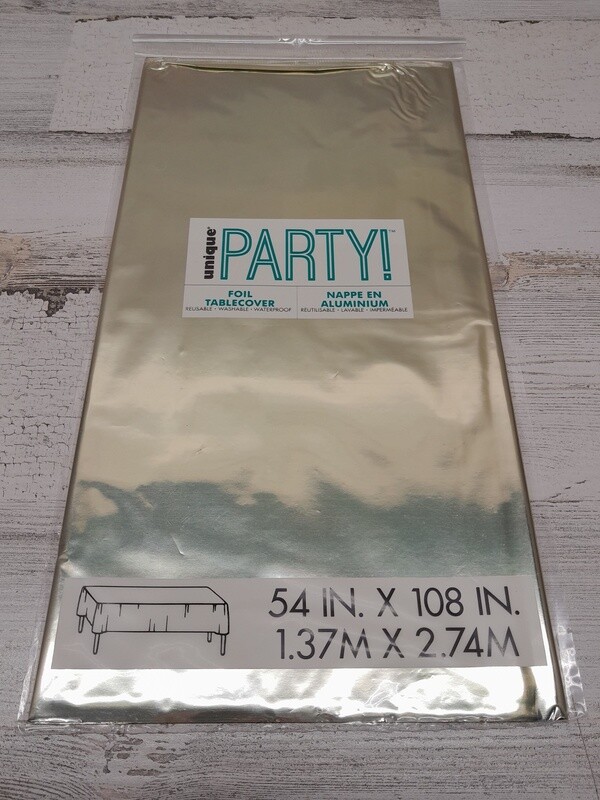 unique®
PARTY!™
FOIL
TABLECOVER
REUSABLE • WASHABLE • WATERPROOF
NAPPE EN
ALUMINIUM
RÉUTILISABLE • LAVABLE • IMPERMÉABLE
54 IN. X 108 IN.
1.37M X 2.74M